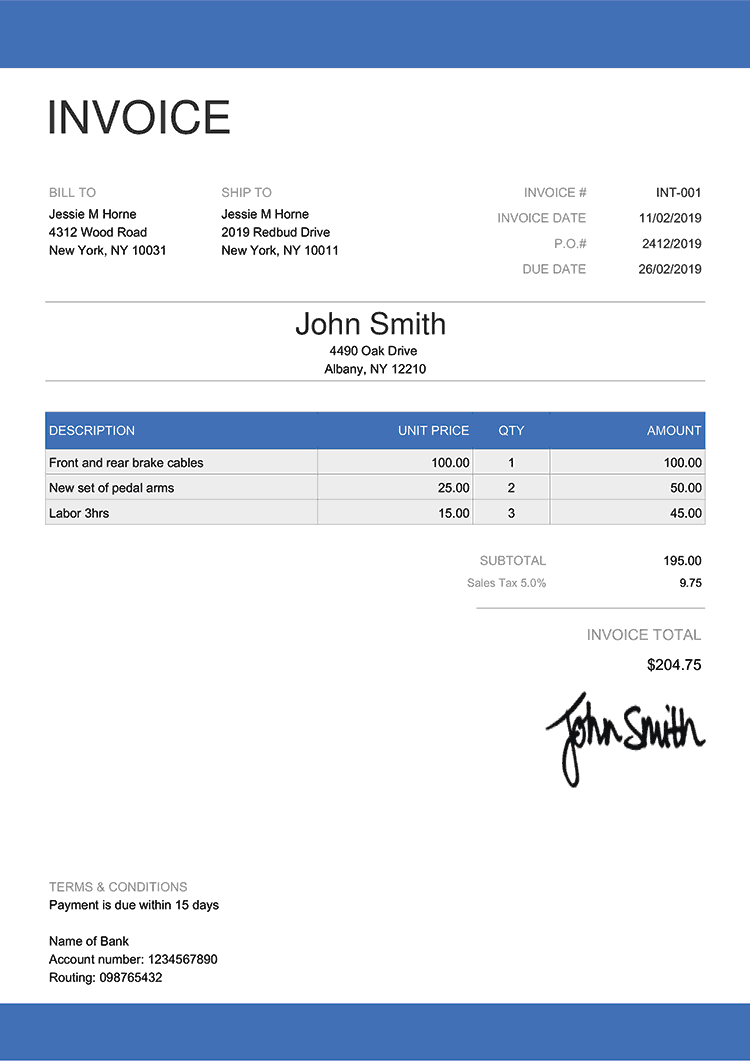 INVOICE
BILL TO
Jessie M Horne
4312 Wood Road
New York, NY 10031
SHIP TO
Jessie M Horne
2019 Redbud Drive
New York, NY 10011
INVOICE # INT-001
INVOICE DATE 11/02/2019
P.O.# 2412/2019
DUE DATE 26/02/2019
John Smith
4490 Oak Drive
Albany, NY 12210
DESCRIPTION UNIT PRICE QTY AMOUNT
Front and rear brake cables 100.00 1 100.00
New set of pedal arms 25.00 2 50.00
Labor 3hrs 15.00 3 45.00
SUBTOTAL 195.00
Sales Tax 5.0% 9.75
INVOICE TOTAL
$204.75
John Smith
TERMS & CONDITIONS
Payment is due within 15 days
Name of Bank
Account number: 1234567890
Routing: 098765432